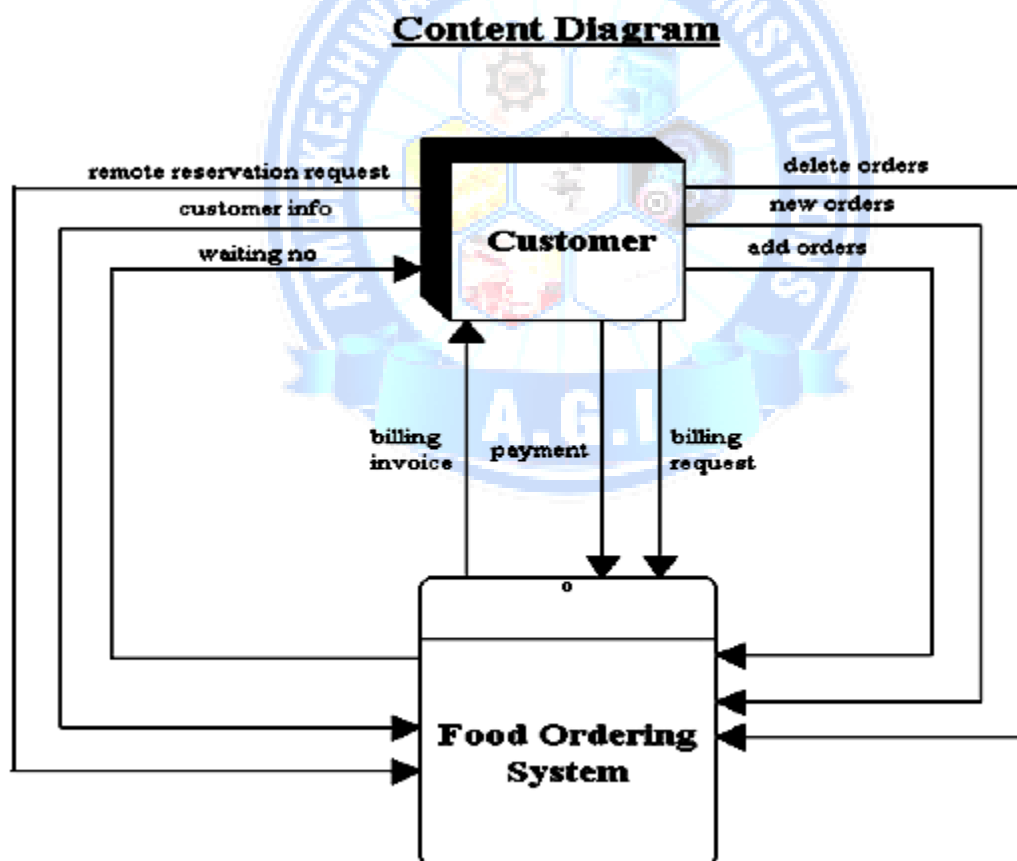 Content Diagram
remote reservation request
customer info
waiting no
delete orders
new orders
add orders
Customer
billing
invoice
payment
billing
request
A.G.I
o
Food Ordering
System